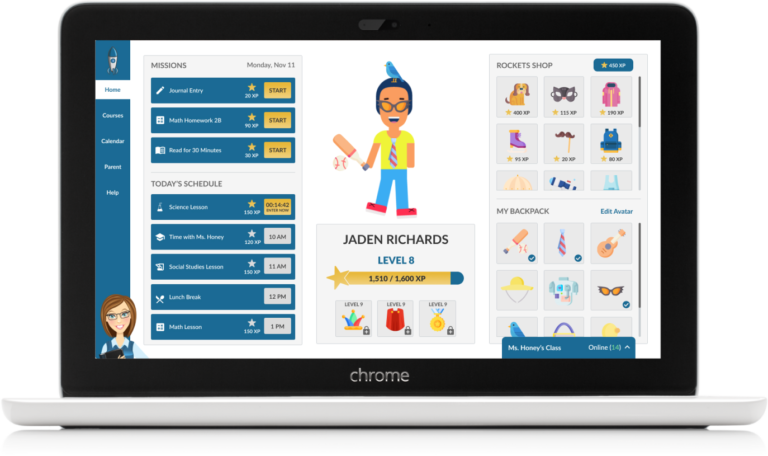 Home
Courses
Calendar
Parent
Help
MISSIONS
Monday, Nov 11
Journal Entry
20 XP
START
Math Homework 2B
90 XP
START
Read for 30 Minutes
30 XP
START
TODAY'S SCHEDULE
Science Lesson
150 XP
00:14:42
ENTER NOW
Time with Ms. Honey
120 XP
10 AM
Social Studies Lesson
150 XP
11 AM
Lunch Break
12 PM
Math Lesson
150 XP
1 PM
JADEN RICHARDS
LEVEL 8
1,510 / 1,600 XP
LEVEL 9
LEVEL 9
LEVEL 9
ROCKETS SHOP
450 XP
400 XP
115 XP
190 XP
95 XP
20 XP
80 XP
MY BACKPACK
Edit Avatar
Ms. Honey's Class
Online (14)
chrome